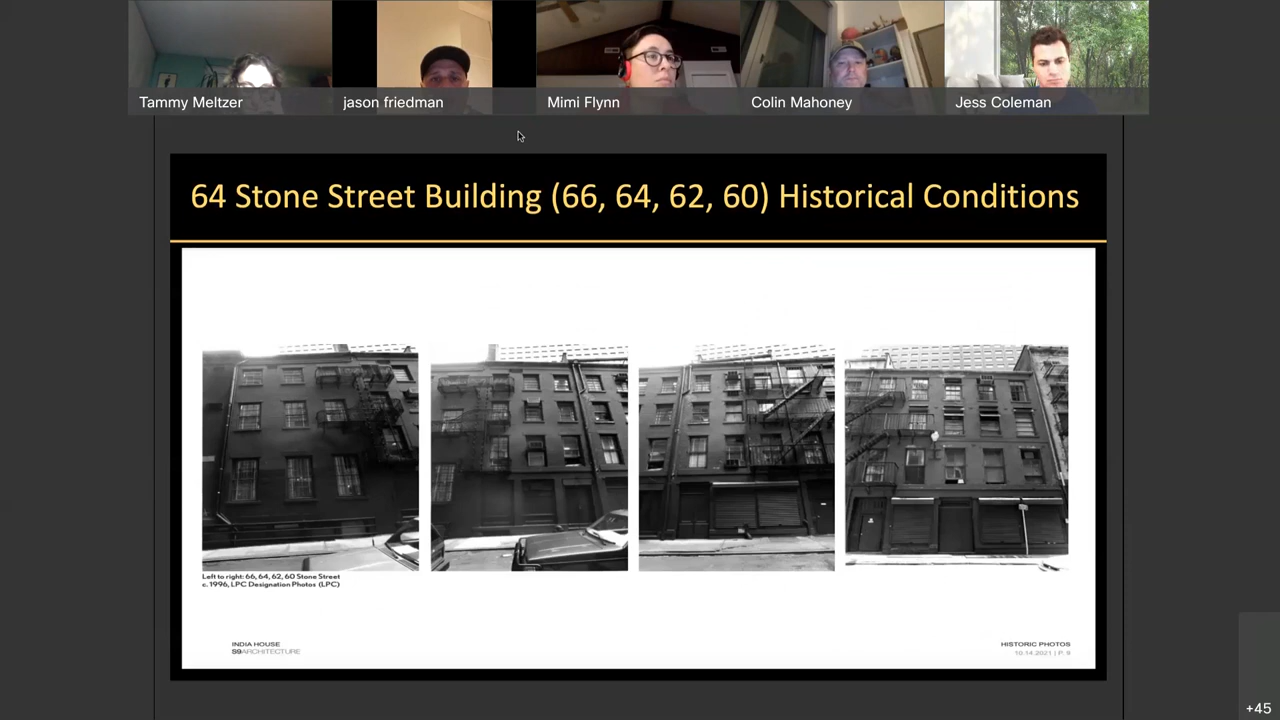 Tammy Meltzer
jason friedman
Mimi Flynn
Colin Mahoney
Jess Coleman
64 Stone Street Building (66, 64, 62, 60) Historical Conditions
Left to right: 66, 64, 62, 60 Stone Street
c. 1996, LPC Designation Photos (LPC)
INDIA HOUSE
S9ARCHITECTURE
HISTORIC PHOTOS
10.14.2021 | P. 9
+45